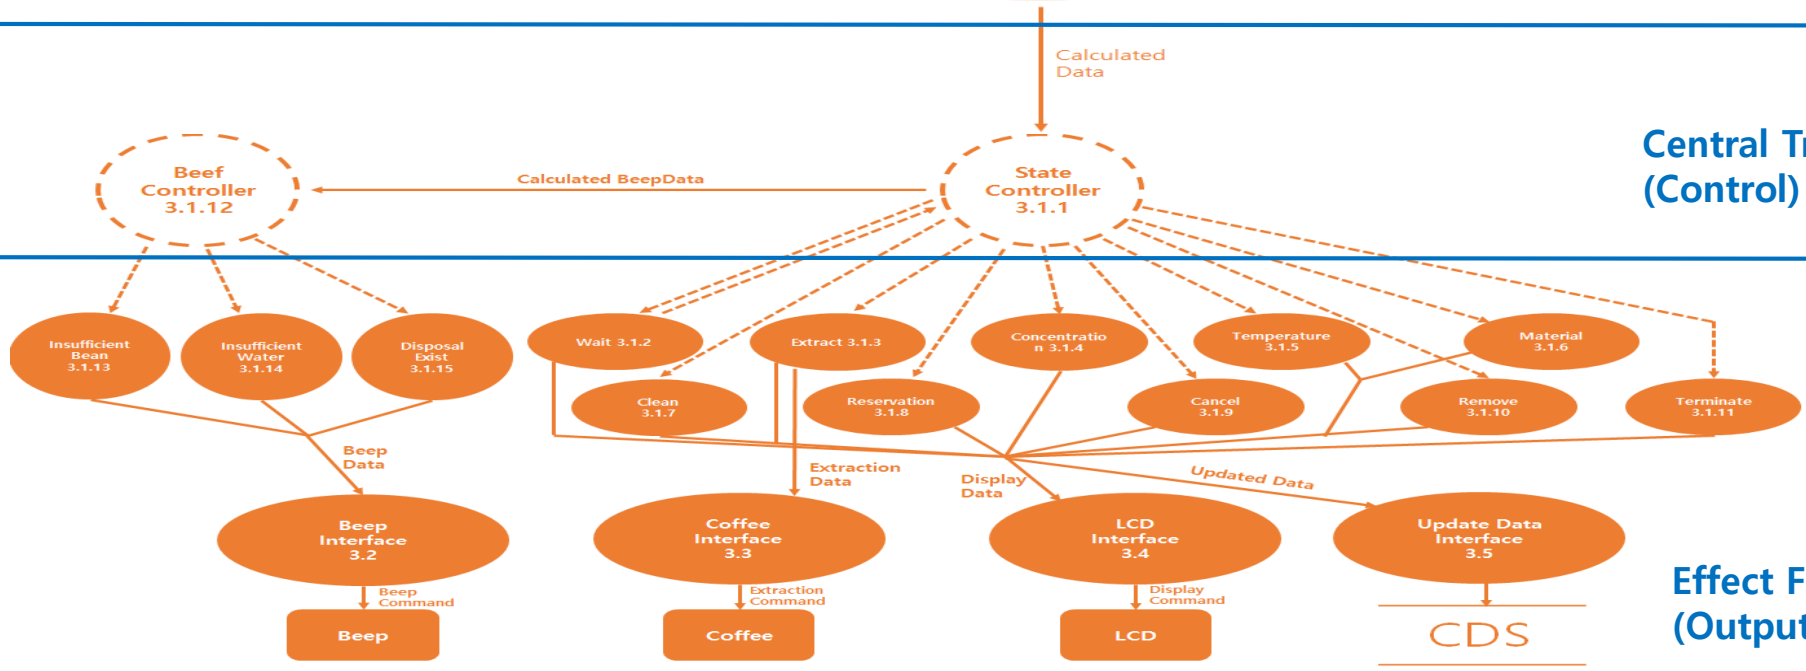 Calculated
Data
Beef
Controller
3.1.12
Calculated BeepData
State
Controller
3.1.1
Central Tr
(Control)
Insufficient
Bean
3.1.13
Insufficient
Water
3.1.14
Disposal
Exist
3.1.15
Wait 3.1.2
Extract 3.1.3
Concentratio
n 3.1.4
Temperature
3.1.5
Material
3.1.6
Clean
3.1.7
Reservation
3.1.8
Cancel
3.1.9
Remove
3.1.10
Terminate
3.1.11
Beep
Data
Extraction
Data
Display
Data
Updated Data
Beep
Interface
3.2
Coffee
Interface
3.3
LCD
Interface
3.4
Update Data
Interface
3.5
Effect F
(Output
Beep
Command
Extraction
Command
Display
Command
Beep
Coffee
LCD
CDS